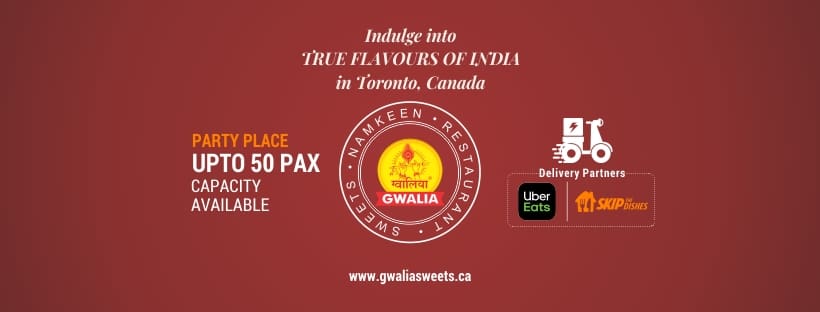 Indulge into
TRUE FLAVOURS OF INDIA
in Toronto, Canada
PARTY PLACE
UPTO 50 PAX
CAPACITY
AVAILABLE
SWEETS • NAMKEEN • RESTAURANT •
ग्वालिया
GWALIA
Delivery Partners
Uber
Eats
SKIP THE
DISHES
www.gwaliasweets.ca